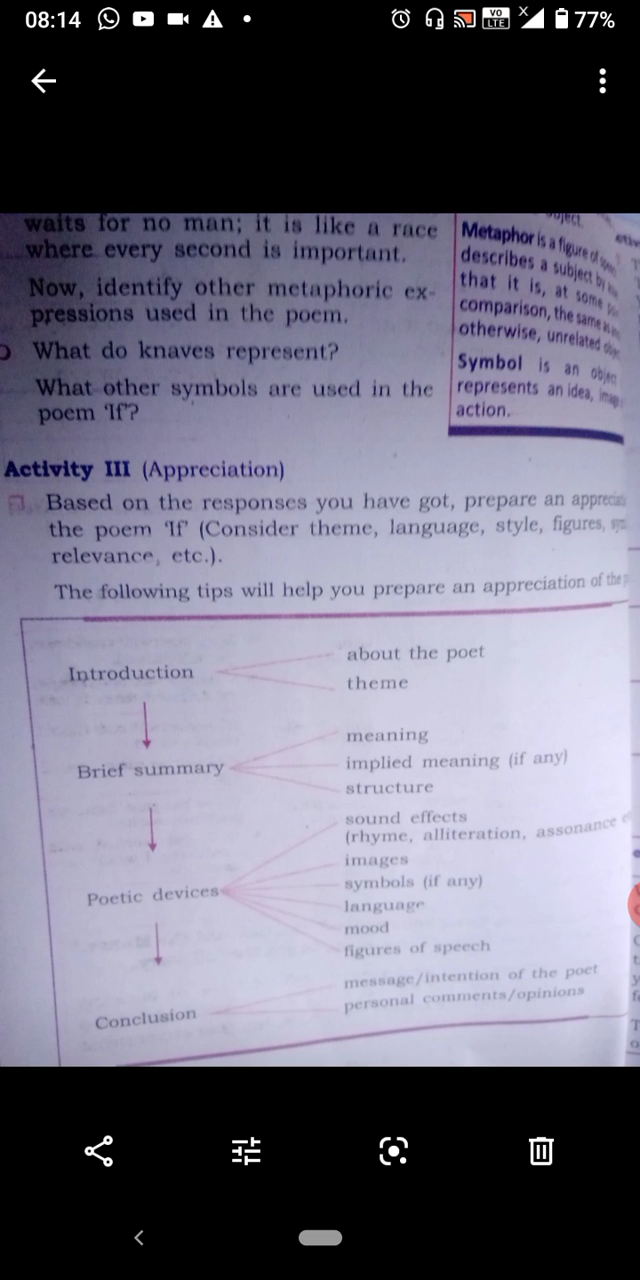 08:14
VO
LTE
X
77%
waits for no man; it is like a race
where every second is important.
Now, identify other metaphoric ex-
pressions used in the poem.
What do knaves represent?
What other symbols are used in the
poem 'If'?
Metaphor is a figure of
describes a subject by
that it is, at some
comparison, the same as
otherwise, unrelated
Symbol is an object
represents an idea,
action.
Activity III (Appreciation)
Based on the responses you have got, prepare an
the poem 'If' (Consider theme, language, style, figures,
relevance, etc.).
The following tips will help you prepare an appreciation of the
Introduction
about the poet
theme
Brief summary
meaning
implied meaning (if any)
structure
Poetic devices
sound effects
(rhyme, alliteration, assonance
images
symbols (if any)
language
mood
figures of speech
Conclusion
message/intention of the poet
personal comments/opinions